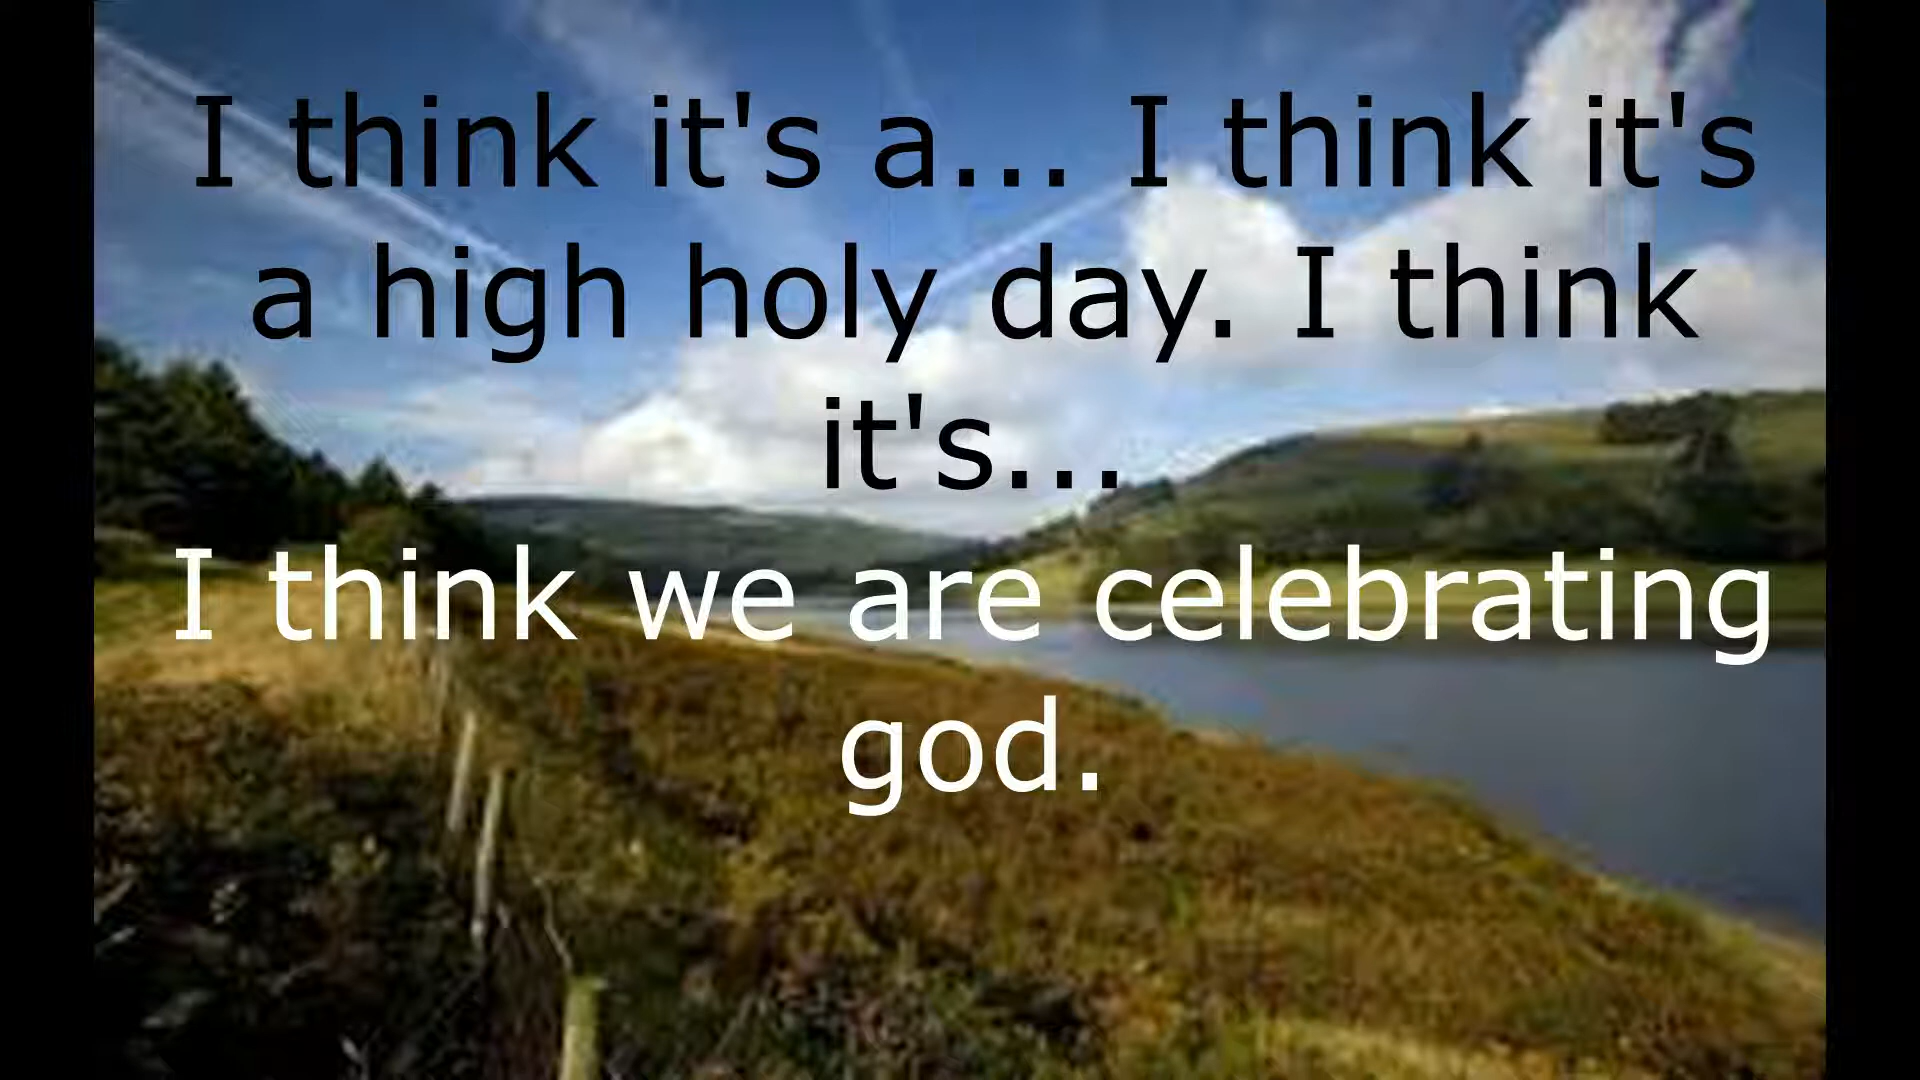 I think it's a... I think it's
a high holy day. I think
it's...
I think we are celebrating
god.